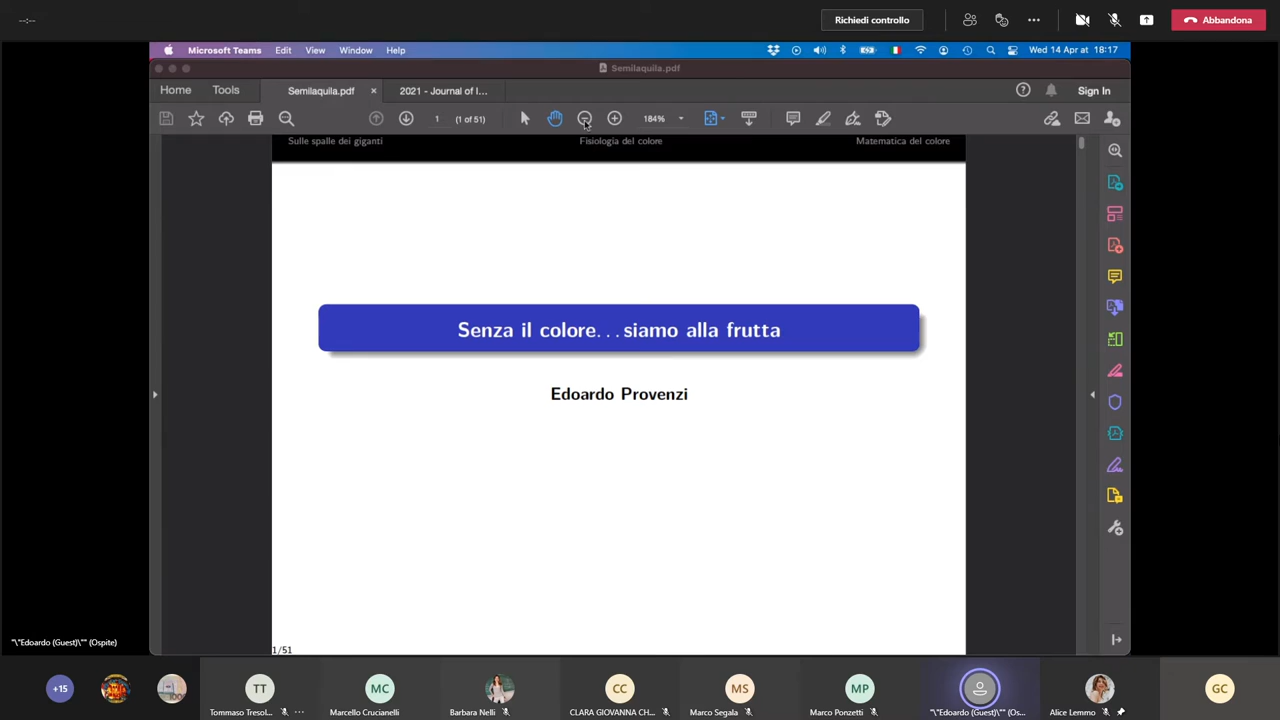 --:--
Richiedi controllo
Abbandona
Microsoft Teams Edit View Window Help
Wed 14 Apr at 18:17
Semilaquila.pdf
Home Tools Semilaquila.pdf × 2021 - Journal of I... Sign In
1 (1 of 51) 184%
Sulle spalle dei giganti Fisiologia del colore Matematica del colore
Senza il colore...siamo alla frutta
Edoardo Provenzi
1/51
"\"Edoardo (Guest)\"" (Ospite)
+15 TT MC CC MS MP GC
Tommaso Tresol... ... Marcello Crucianelli Barbara Nelli CLARA GIOVANNA CH... Marco Segala Marco Ponzetti "\"Edoardo (Guest)\"" (Os... Alice Lemmo